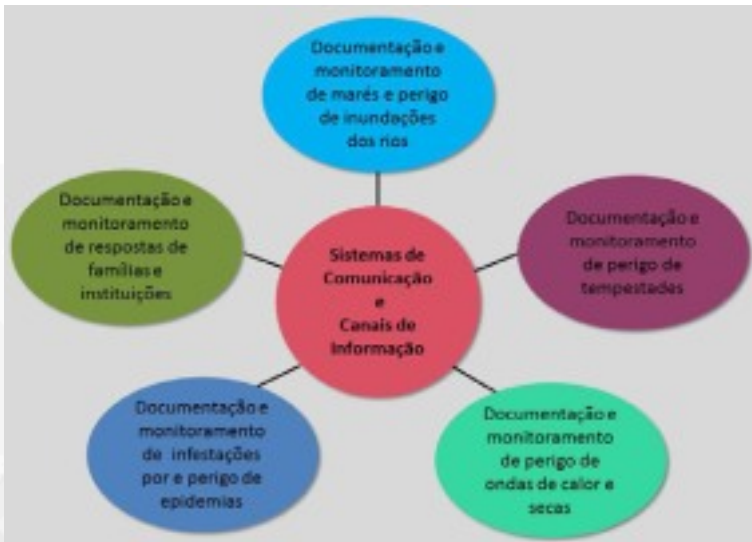 Documentação e
monitoramento
de marés e perigo
de inundações
dos rios
Documentação e
monitoramento
de respostas de
famílias e
instituições
Sistemas de
Comunicação
e
Canais de
Informação
Documentação e
monitoramento
de perigo de
tempestades
Documentação e
monitoramento
de infestações
por e perigo de
epidemias
Documentação e
monitoramento
de perigo de
ondas de calor e
secas